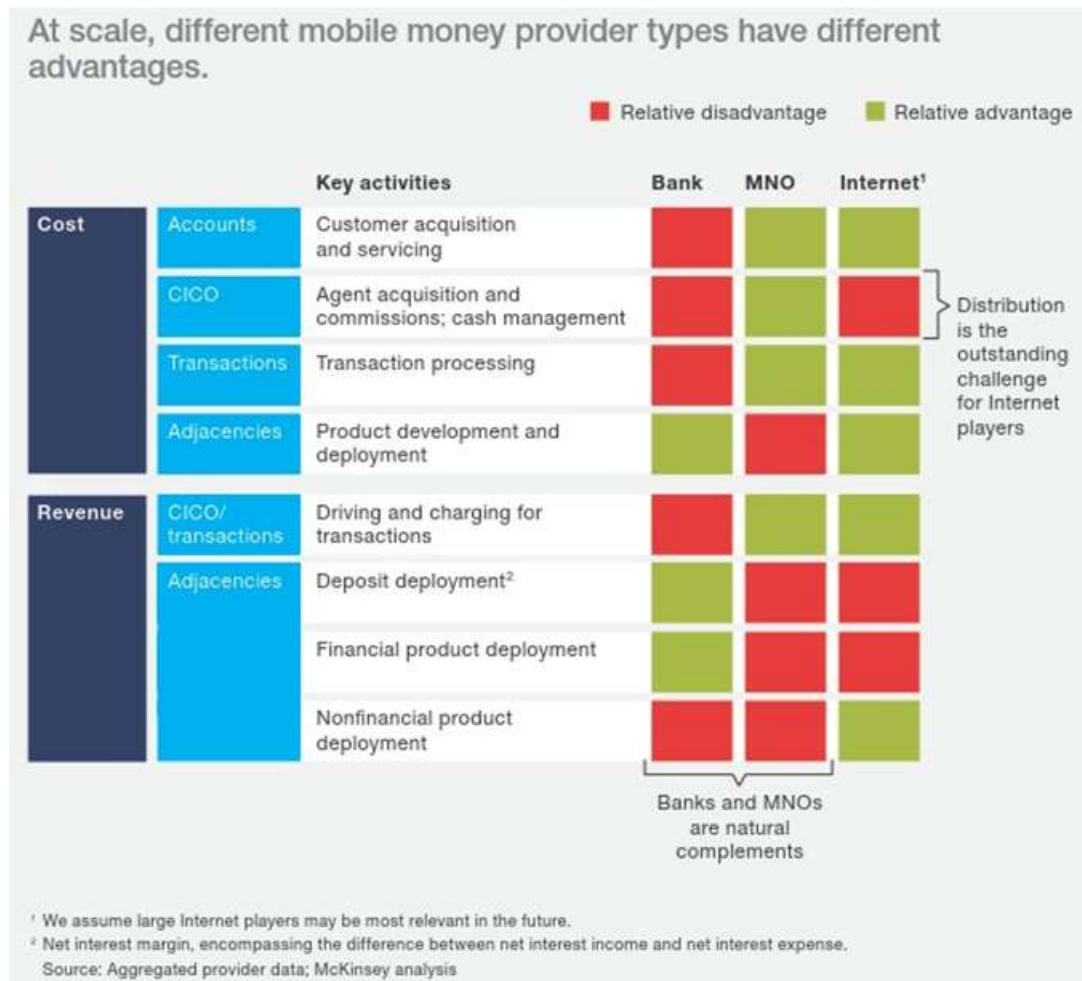 At scale, different mobile money provider types have different
advantages.
Relative disadvantage Relative advantage
Key activities Bank MNO Internet¹
Cost Accounts Customer acquisition
and servicing
CICO Agent acquisition and
commissions; cash management
Distribution
is the
outstanding
challenge
for Internet
players
Transactions Transaction processing
Adjacencies Product development and
deployment
Revenue CICO/
transactions
Driving and charging for
transactions
Adjacencies Deposit deployment²
Financial product deployment
Nonfinancial product
deployment
Banks and MNOs
are natural
complements
¹ We assume large Internet players may be most relevant in the future.
² Net interest margin, encompassing the difference between net interest income and net interest expense.
Source: Aggregated provider data; McKinsey analysis